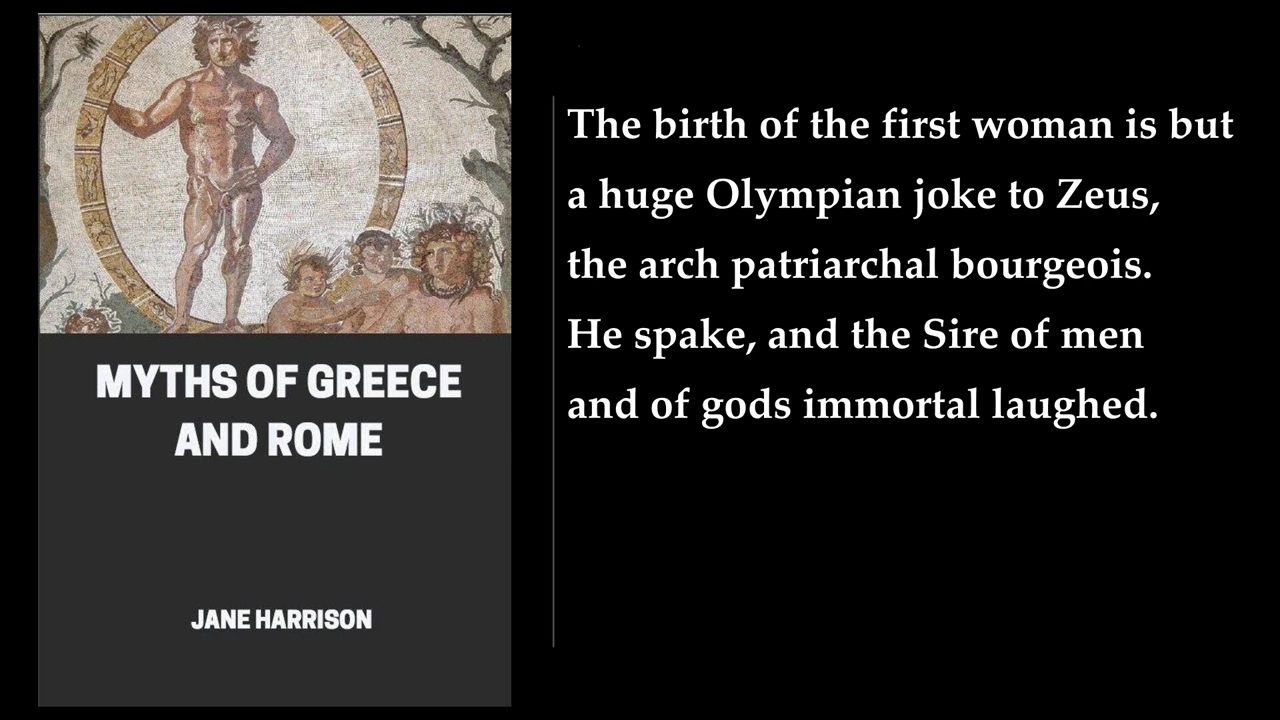 MYTHS OF GREECE
AND ROME
JANE HARRISON
The birth of the first woman is but
a huge Olympian joke to Zeus,
the arch patriarchal bourgeois.
He spake, and the Sire of men
and of gods immortal laughed.